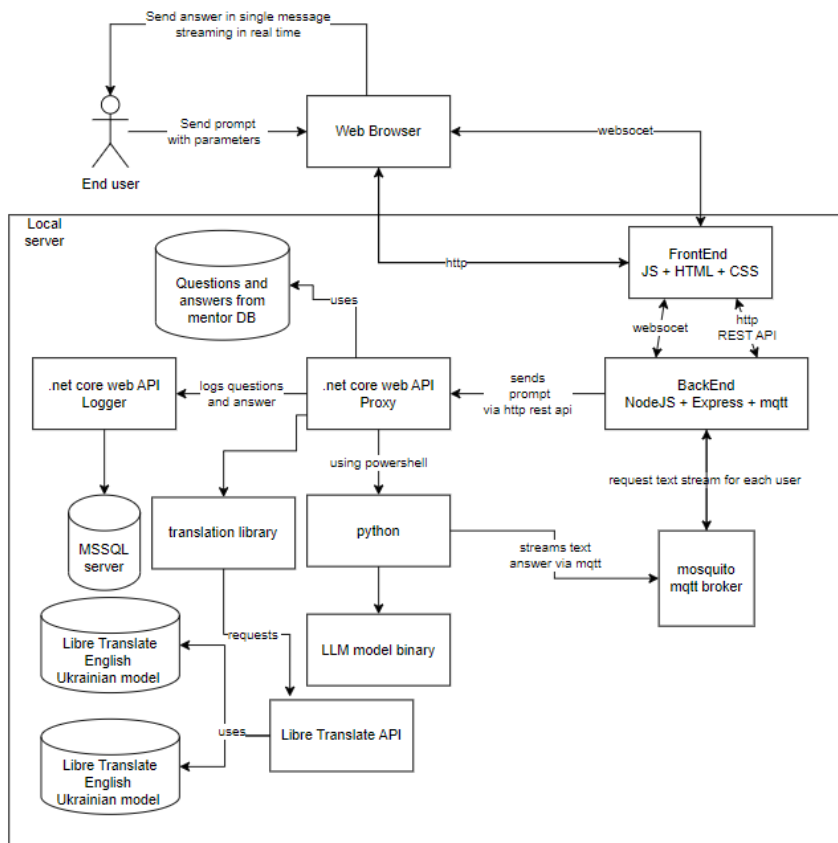 Send answer in single message
streaming in real time
Send prompt
with parameters
Web Browser
websocet
End user
Local
server
FrontEnd
JS + HTML + CSS
http
Questions and
answers from
mentor DB
uses
websocet
http
REST API
.net core web API
Logger
logs questions
and answer
.net core web API
Proxy
sends
prompt
via http rest api
BackEnd
NodeJS + Express + mqtt
using powershell
request text stream for each user
MSSQL
server
translation library
python
streams text
answer via mqtt
mosquito
mqtt broker
Libre Translate
English
Ukrainian model
requests
LLM model binary
uses
Libre Translate API
Libre Translate
English
Ukrainian model